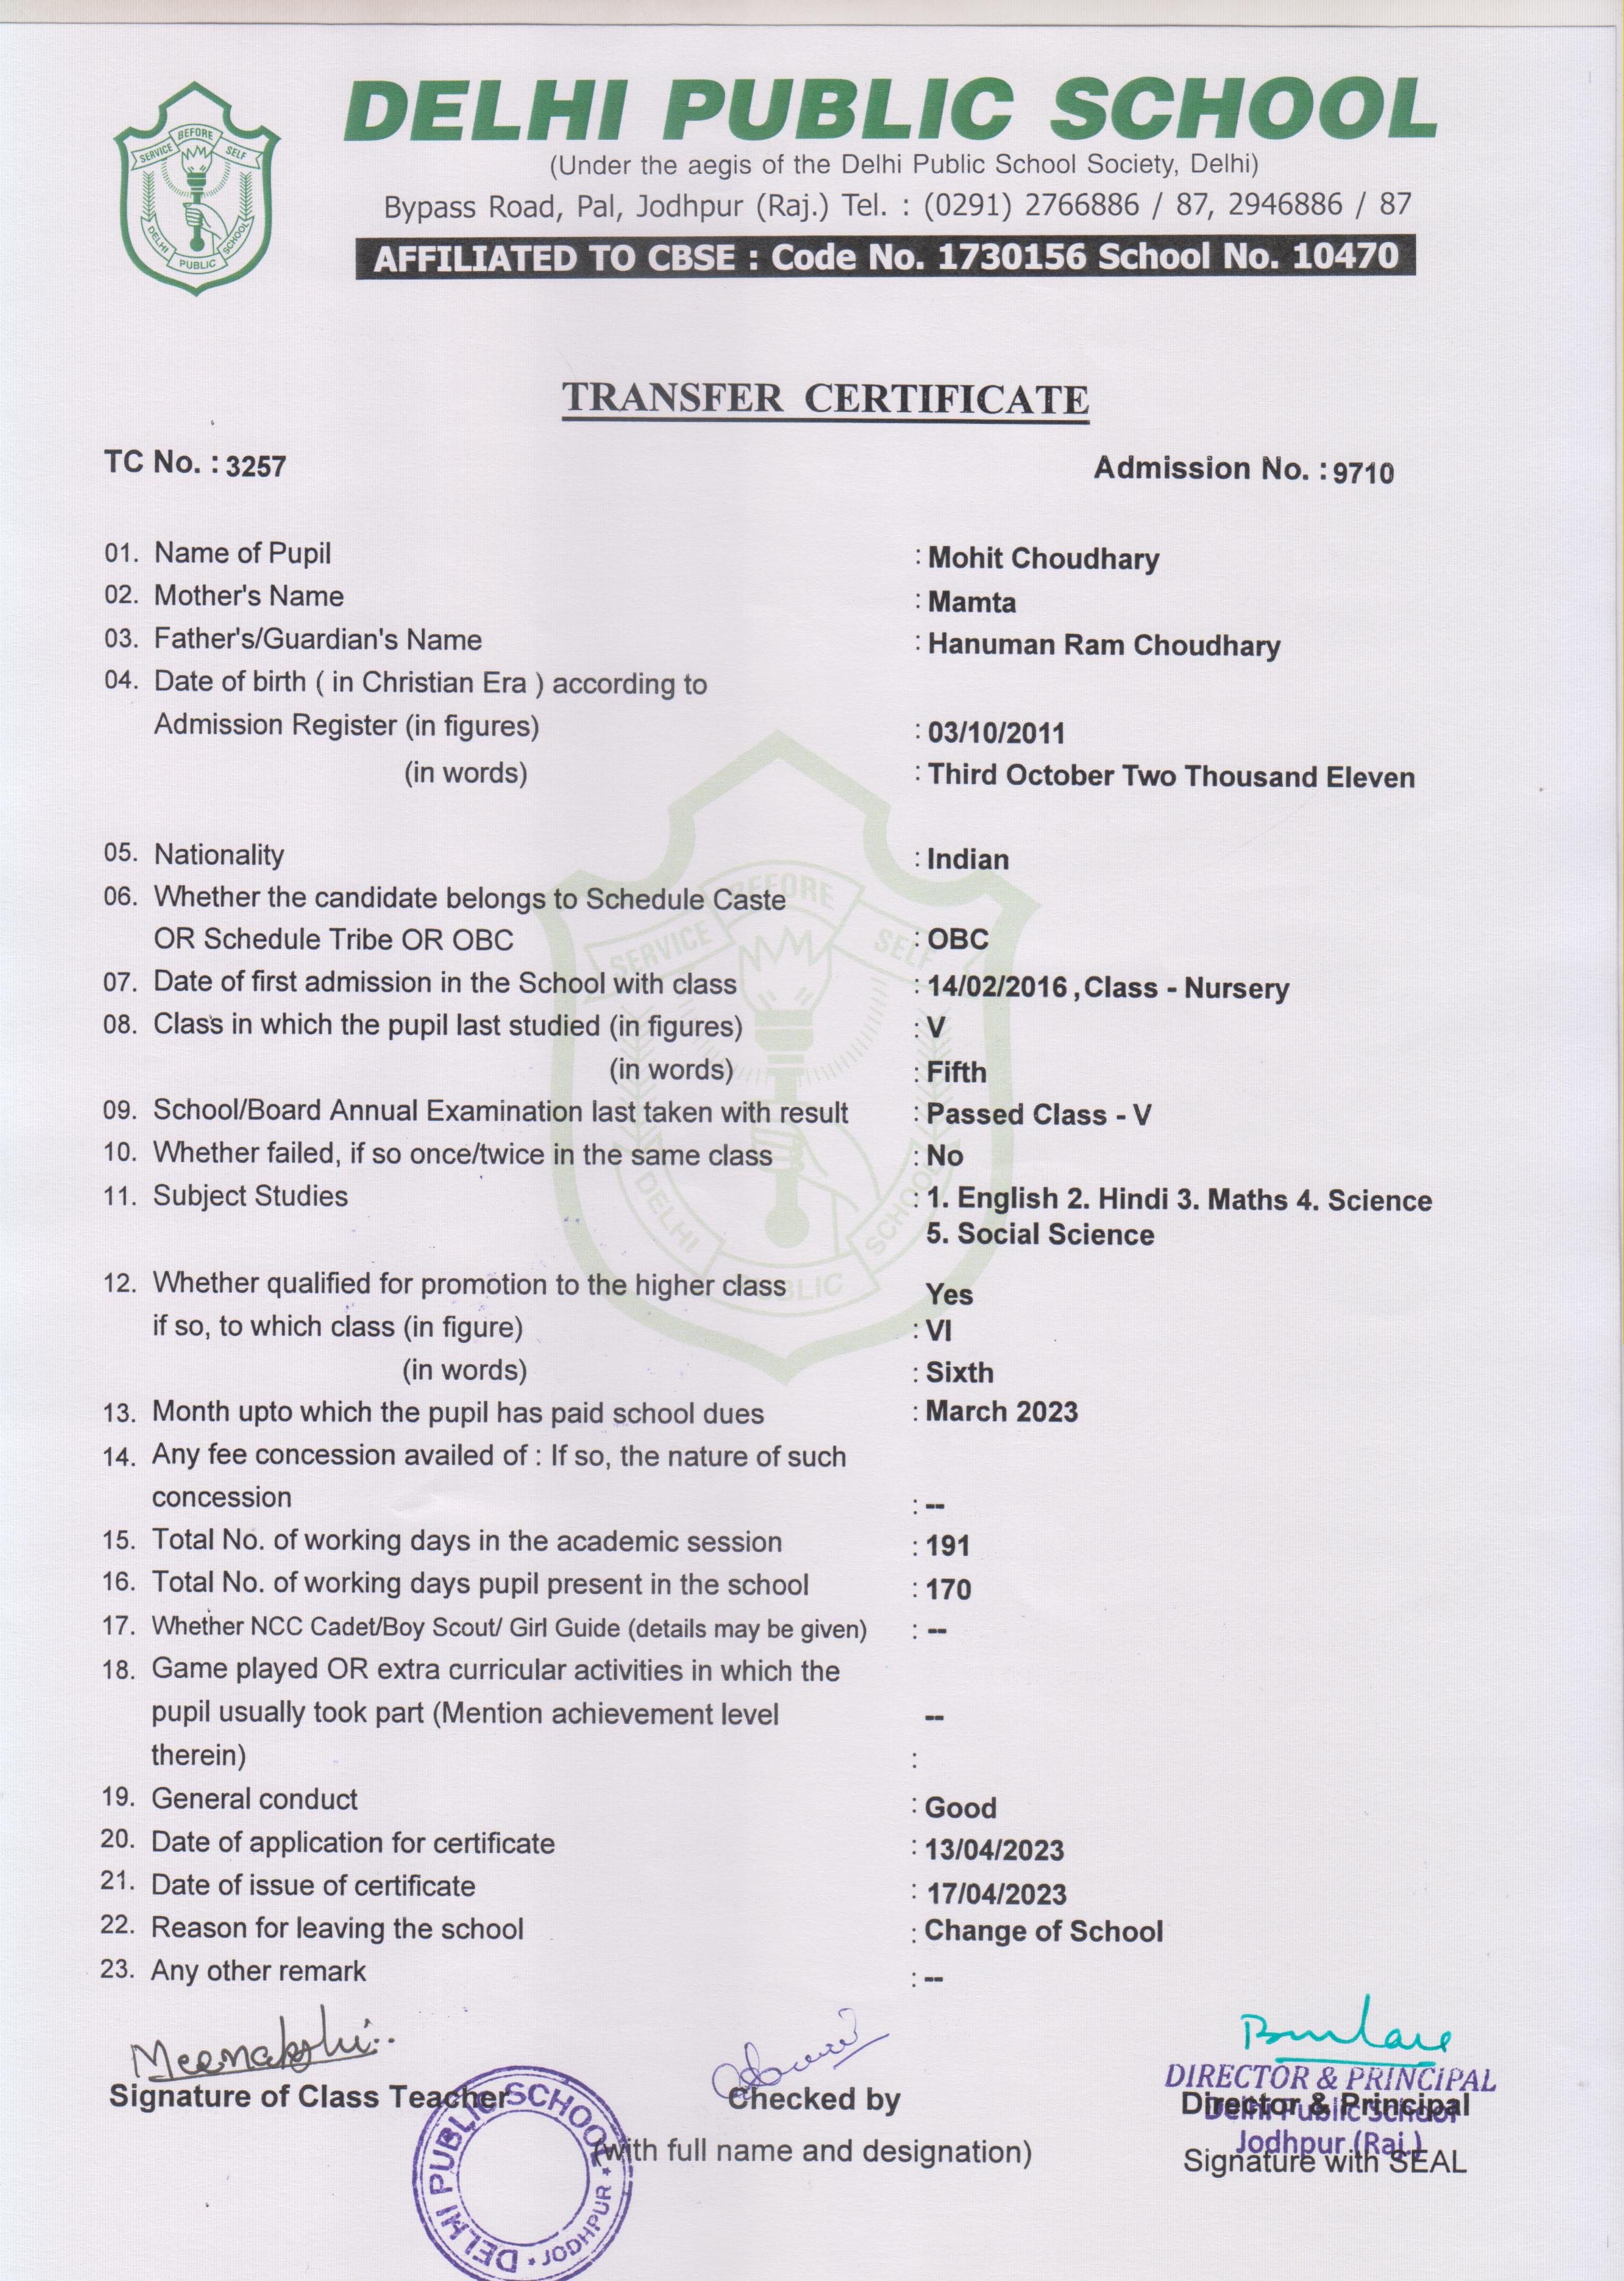 BEFORE
SERVICE SELF
DELHI PUBLIC SCHOOL
DELHI PUBLIC SCHOOL
(Under the aegis of the Delhi Public School Society, Delhi)
Bypass Road, Pal, Jodhpur (Raj.) Tel. : (0291) 2766886 / 87, 2946886 / 87
AFFILIATED TO CBSE : Code No. 1730156 School No. 10470
TRANSFER CERTIFICATE
TC No. : 3257 Admission No. : 9710
01. Name of Pupil : Mohit Choudhary
02. Mother's Name : Mamta
03. Father's/Guardian's Name : Hanuman Ram Choudhary
04. Date of birth ( in Christian Era ) according to
Admission Register (in figures) : 03/10/2011
(in words) : Third October Two Thousand Eleven
05. Nationality : Indian
06. Whether the candidate belongs to Schedule Caste
OR Schedule Tribe OR OBC : OBC
07. Date of first admission in the School with class : 14/02/2016 , Class - Nursery
08. Class in which the pupil last studied (in figures) : V
(in words) : Fifth
09. School/Board Annual Examination last taken with result : Passed Class - V
10. Whether failed, if so once/twice in the same class : No
11. Subject Studies : 1. English 2. Hindi 3. Maths 4. Science
5. Social Science
12. Whether qualified for promotion to the higher class Yes
if so, to which class (in figure) : VI
(in words) : Sixth
13. Month upto which the pupil has paid school dues : March 2023
14. Any fee concession availed of : If so, the nature of such
concession : --
15. Total No. of working days in the academic session : 191
16. Total No. of working days pupil present in the school : 170
17. Whether NCC Cadet/Boy Scout/ Girl Guide (details may be given) : --
18. Game played OR extra curricular activities in which the
pupil usually took part (Mention achievement level --
therein) :
19. General conduct : Good
20. Date of application for certificate : 13/04/2023
21. Date of issue of certificate : 17/04/2023
22. Reason for leaving the school : Change of School
23. Any other remark : --
BEFORE
SERVICE SELF
DELHI PUBLIC SCHOOL
Meenakshi
Signature of Class Teacher Checked by
DIRECTOR & PRINCIPAL
Director & Principal
Delhi Public School
Jodhpur (Raj.)
(with full name and designation) Signature with SEAL
DELHI PUBLIC SCHOOL * JODHPUR *